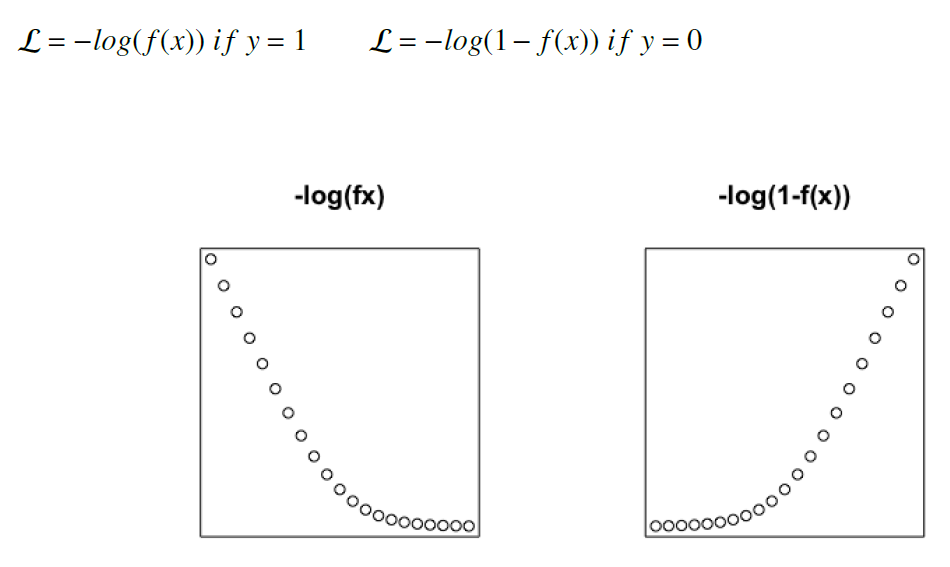 ℒ = −log(f(x)) if y = 1    ℒ = −log(1 − f(x)) if y = 0
-log(fx)    -log(1-f(x))